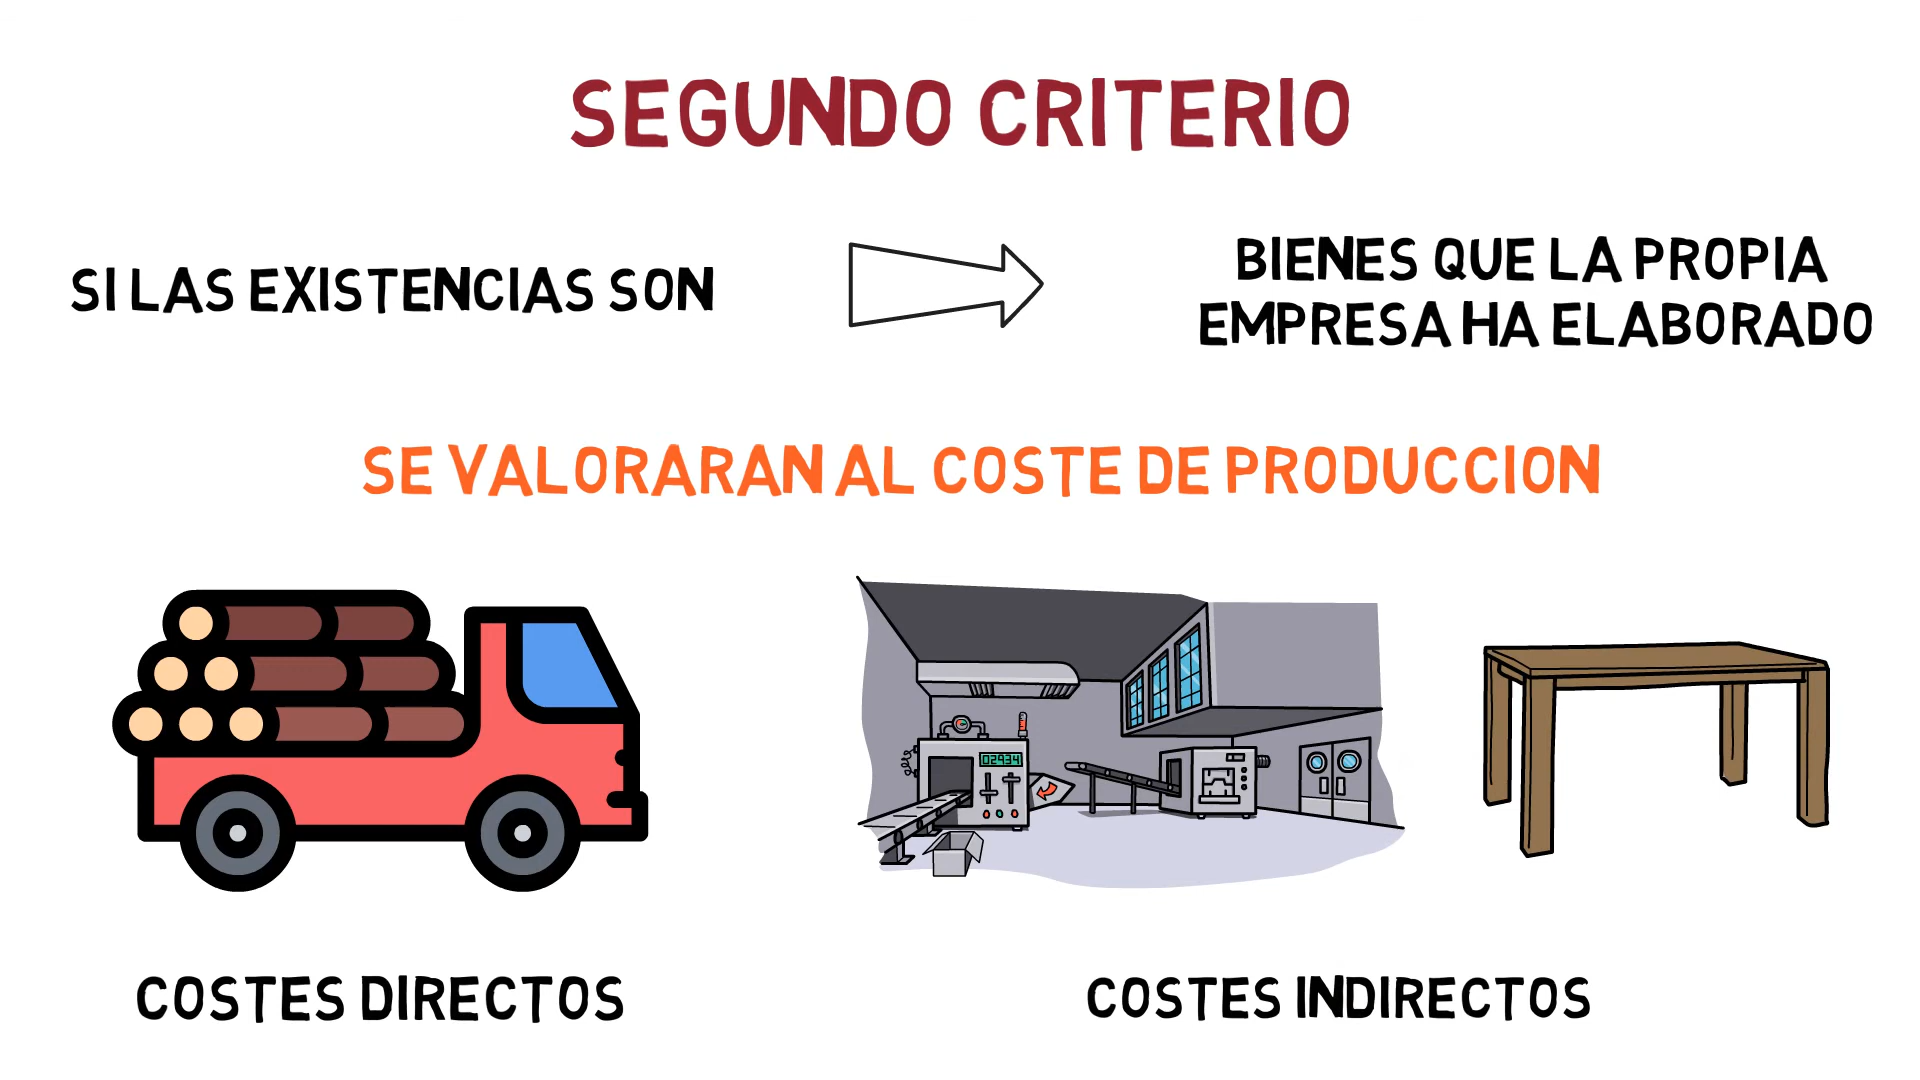 SEGUNDO CRITERIO
SI LAS EXISTENCIAS SON
BIENES QUE LA PROPIA
EMPRESA HA ELABORADO
SE VALORARAN AL COSTE DE PRODUCCION
02934
COSTES DIRECTOS
COSTES INDIRECTOS